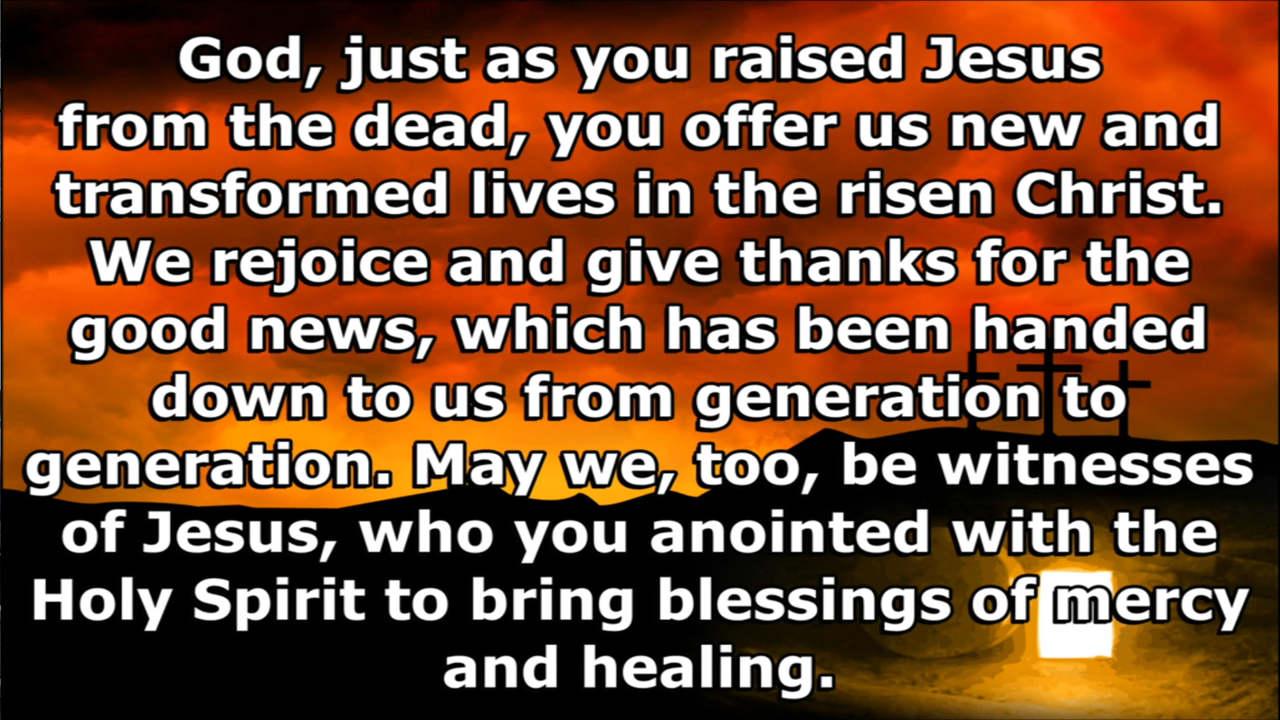 God, just as you raised Jesus
from the dead, you offer us new and
transformed lives in the risen Christ.
We rejoice and give thanks for the
good news, which has been handed
down to us from generation to
generation. May we, too, be witnesses
of Jesus, who you anointed with the
Holy Spirit to bring blessings of mercy
and healing.